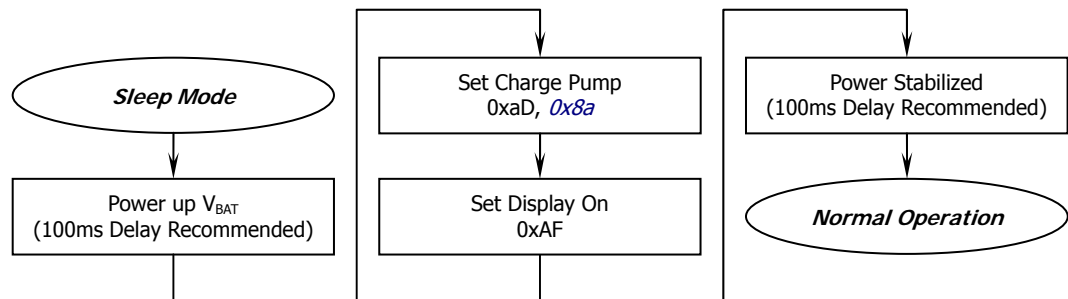 Sleep Mode
Power up VBAT
(100ms Delay Recommended)
Set Charge Pump
0xaD, 0x8a
Set Display On
0xAF
Power Stabilized
(100ms Delay Recommended)
Normal Operation